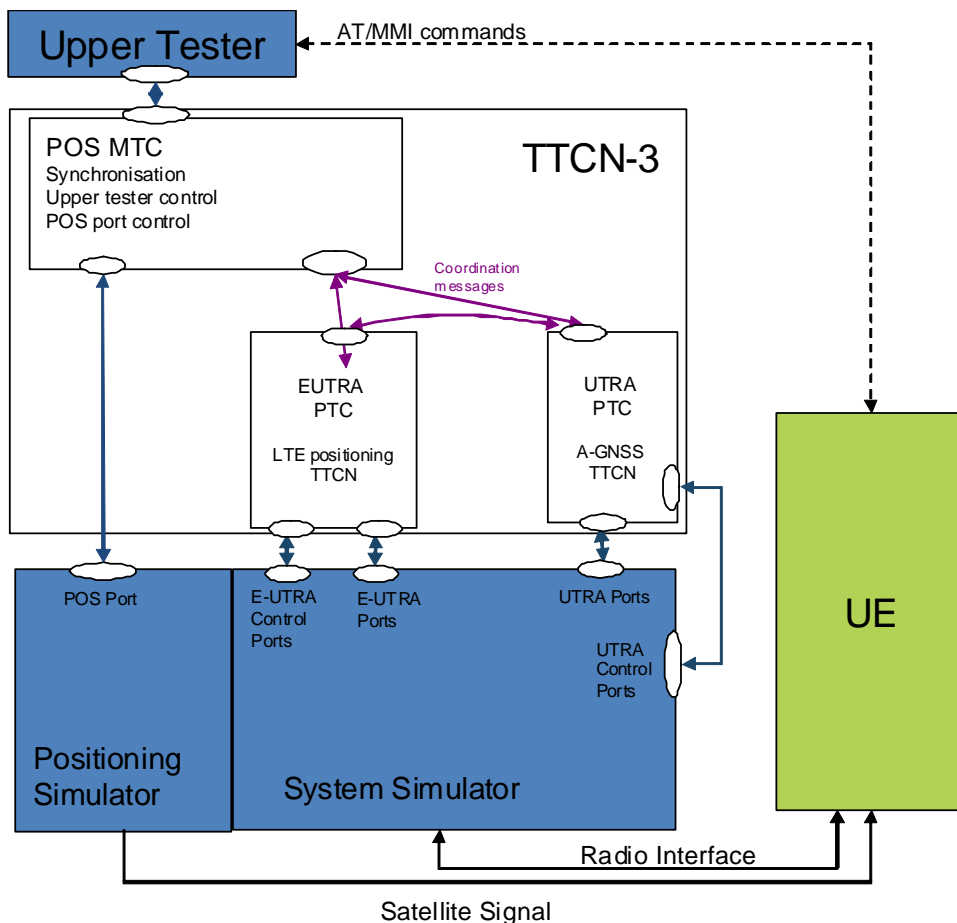 Upper Tester
AT/MMI commands
POS MTC
Synchronisation
Upper tester control
POS port control
TTCN-3
Coordination
messages
EUTRA
PTC
LTE positioning
TTCN
UTRA
PTC
A-GNSS
TTCN
POS Port
E-UTRA
Control
Ports
E-UTRA
Ports
UTRA Ports
UTRA
Control
Ports
UE
Positioning
Simulator
System Simulator
Radio Interface
Satellite Signal